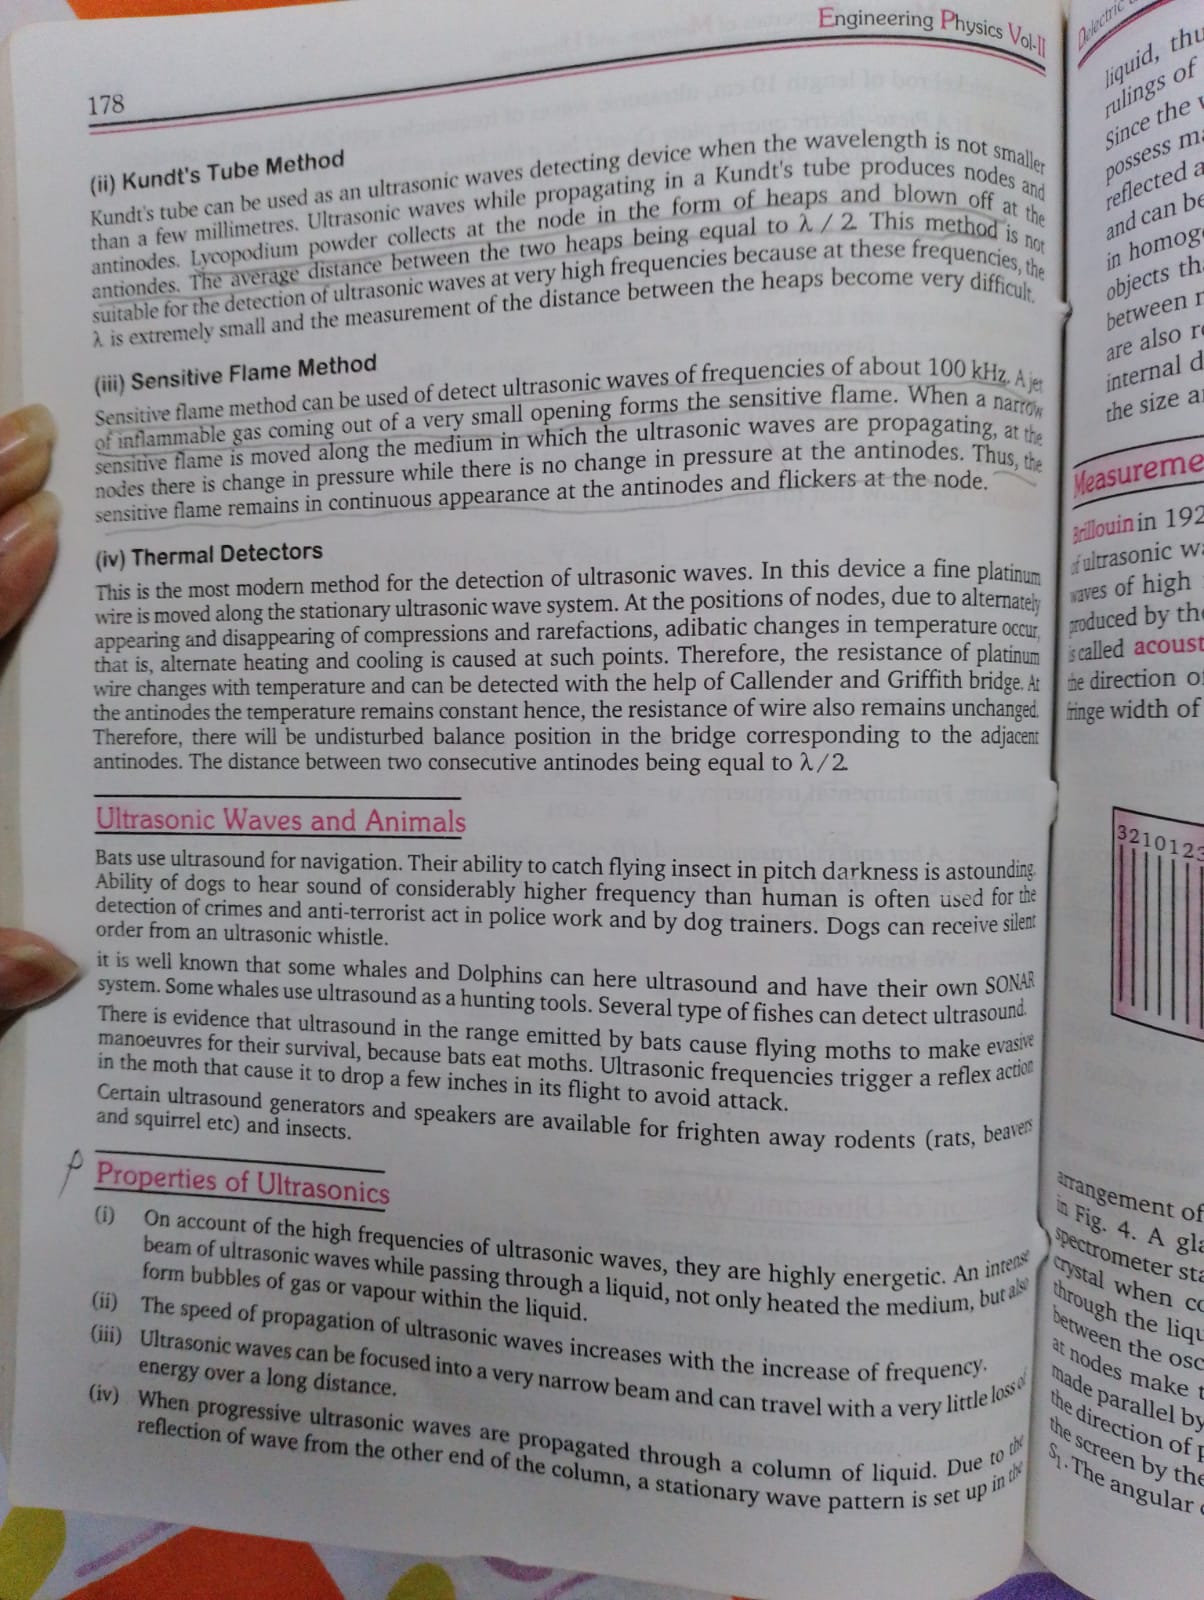 Engineering Physics Vol-II
178
(ii) Kundt's Tube Method
Kundt's tube can be used as an ultrasonic waves detecting device when the wavelength is not smaller
than a few millimetres. Ultrasonic waves while propagating in a Kundt's tube produces nodes and
antinodes. Lycopodium powder collects at the node in the form of heaps and blown off at the
antiondes. The average distance between the two heaps being equal to λ / 2. This method is not
suitable for the detection of ultrasonic waves at very high frequencies because at these frequencies, the
λ is extremely small and the measurement of the distance between the heaps become very difficult.
(iii) Sensitive Flame Method
Sensitive flame method can be used of detect ultrasonic waves of frequencies of about 100 kHz. A jet
of inflammable gas coming out of a very small opening forms the sensitive flame. When a narrow
sensitive flame is moved along the medium in which the ultrasonic waves are propagating, at the
nodes there is change in pressure while there is no change in pressure at the antinodes. Thus, the
sensitive flame remains in continuous appearance at the antinodes and flickers at the node.
(iv) Thermal Detectors
This is the most modern method for the detection of ultrasonic waves. In this device a fine platinum
wire is moved along the stationary ultrasonic wave system. At the positions of nodes, due to alternately
appearing and disappearing of compressions and rarefactions, adibatic changes in temperature occur,
that is, alternate heating and cooling is caused at such points. Therefore, the resistance of platinum
wire changes with temperature and can be detected with the help of Callender and Griffith bridge. At
the antinodes the temperature remains constant hence, the resistance of wire also remains unchanged.
Therefore, there will be undisturbed balance position in the bridge corresponding to the adjacent
antinodes. The distance between two consecutive antinodes being equal to λ/2.
Ultrasonic Waves and Animals
Bats use ultrasound for navigation. Their ability to catch flying insect in pitch darkness is astounding.
Ability of dogs to hear sound of considerably higher frequency than human is often used for the
detection of crimes and anti-terrorist act in police work and by dog trainers. Dogs can receive silent
order from an ultrasonic whistle.
it is well known that some whales and Dolphins can here ultrasound and have their own SONAR
system. Some whales use ultrasound as a hunting tools. Several type of fishes can detect ultrasound.
There is evidence that ultrasound in the range emitted by bats cause flying moths to make evasive
manoeuvres for their survival, because bats eat moths. Ultrasonic frequencies trigger a reflex action
in the moth that cause it to drop a few inches in its flight to avoid attack.
Certain ultrasound generators and speakers are available for frighten away rodents (rats, beavers
and squirrel etc) and insects.
Properties of Ultrasonics
(i) On account of the high frequencies of ultrasonic waves, they are highly energetic. An intense
beam of ultrasonic waves while passing through a liquid, not only heated the medium, but also
form bubbles of gas or vapour within the liquid.
(ii) The speed of propagation of ultrasonic waves increases with the increase of frequency.
(iii) Ultrasonic waves can be focused into a very narrow beam and can travel with a very little loss of
energy over a long distance.
(iv) When progressive ultrasonic waves are propagated through a column of liquid. Due to the
reflection of wave from the other end of the column, a stationary wave pattern is set up in the
liquid, thu
rulings of
Since the
possess ma
reflected a
and can be
in homog
objects th
between
are also r
internal d
the size a
Measureme
Brillouin in 192
of ultrasonic wa
waves of high
produced by the
is called acoust
the direction o
fringe width of
3210123
arrangement of
in Fig. 4. A gla
spectrometer sta
crystal when co
through the liqu
between the osc
at nodes make t
made parallel by
the direction of p
the screen by the
S1. The angular